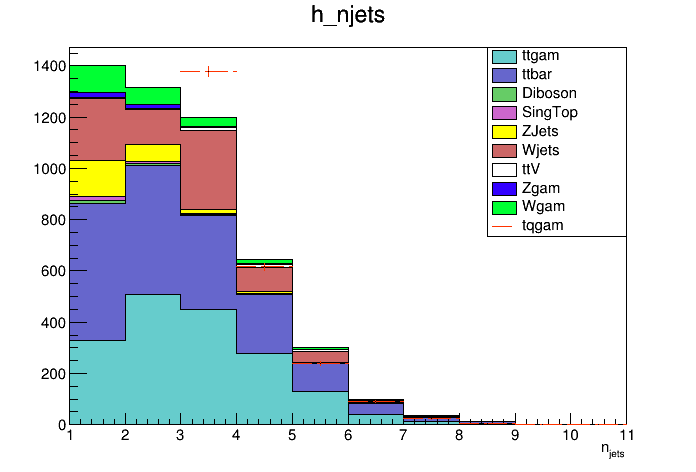 h_njets
1400
1200
1000
800
600
400
200
0
ttgam
ttbar
Diboson
SingTop
ZJets
Wjets
ttV
Zgam
Wgam
tqgam
1 2 3 4 5 6 7 8 9 10 11
n_jets